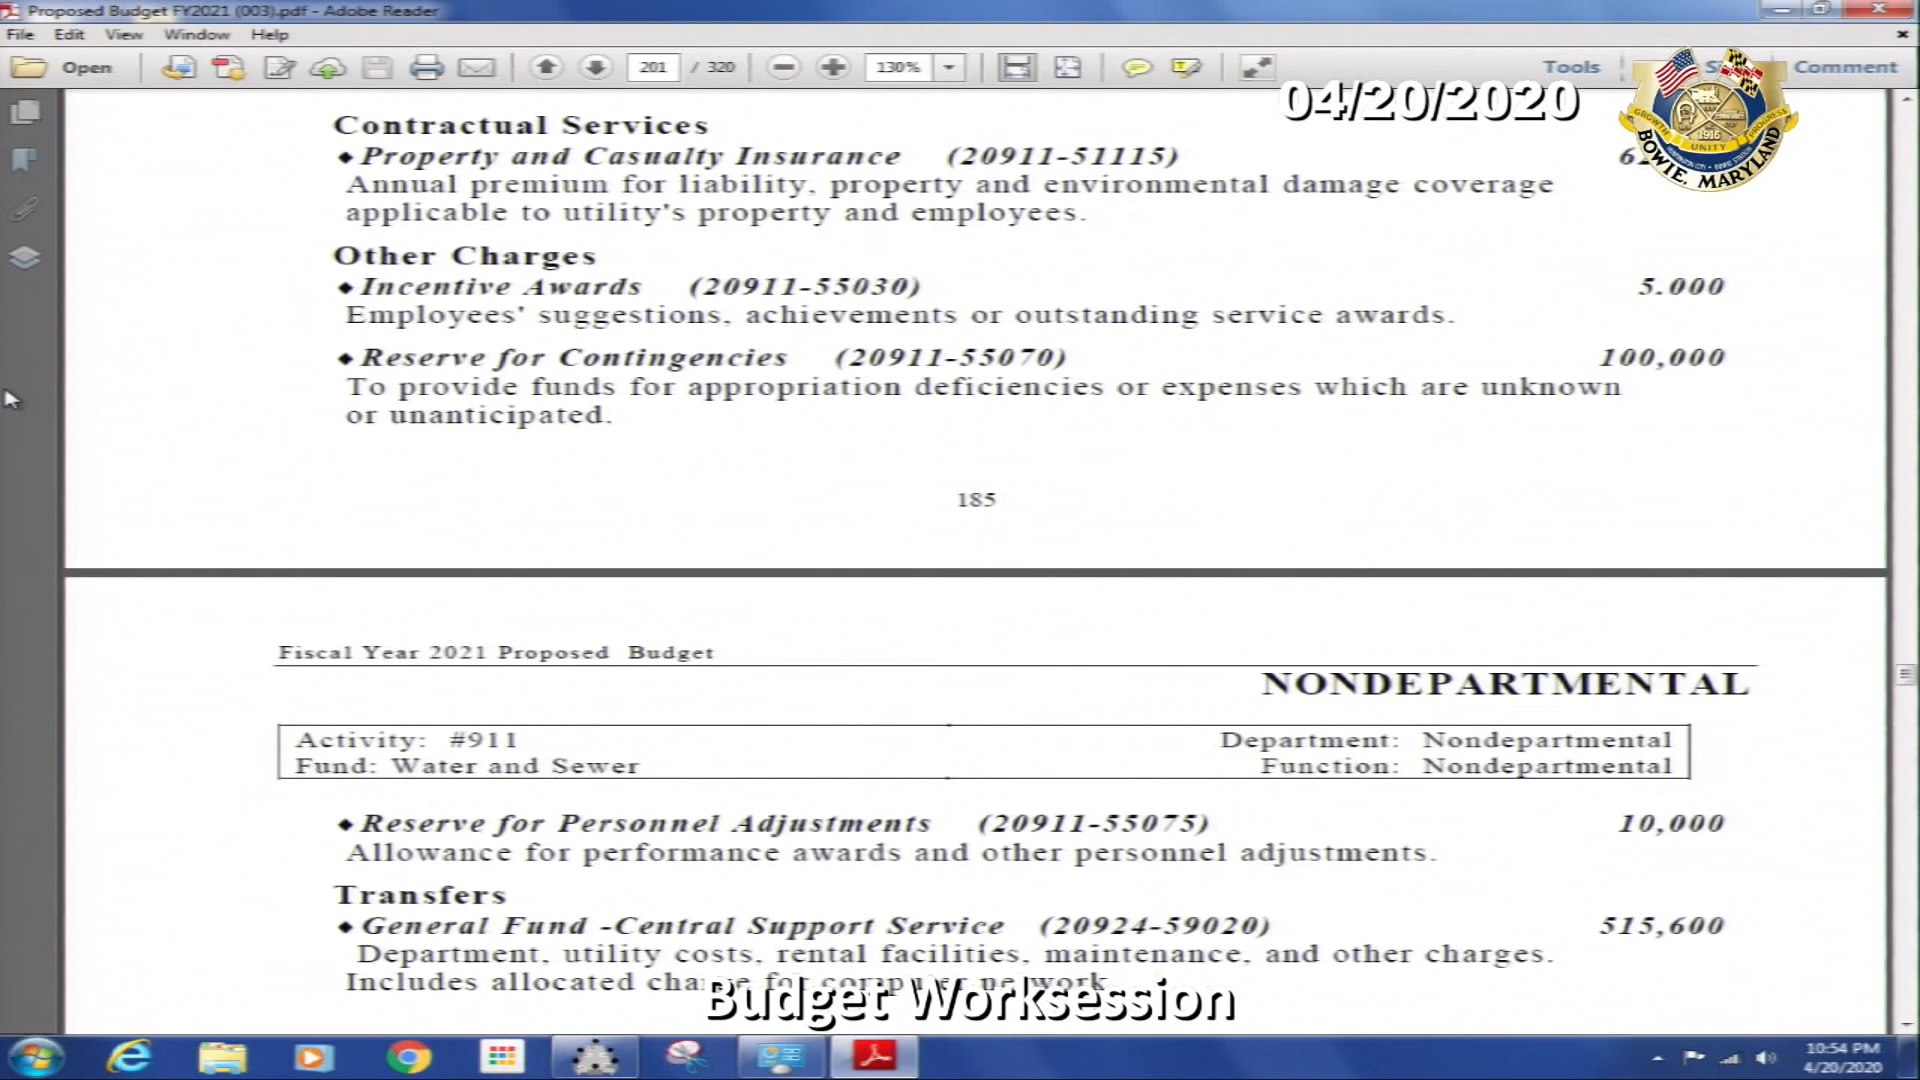 Proposed Budget FY2021 (003).pdf - Adobe Reader
File Edit View Window Help
Open 201 / 320 130% Tools Comment
04/20/2020
GROWTH PROGRESS
1916
UNITY
BOWIE, MARYLAND
Contractual Services
◆ Property and Casualty Insurance (20911-51115)
Annual premium for liability, property and environmental damage coverage
applicable to utility's property and employees.
Other Charges
◆ Incentive Awards (20911-55030) 5.000
Employees' suggestions, achievements or outstanding service awards.
◆ Reserve for Contingencies (20911-55070) 100,000
To provide funds for appropriation deficiencies or expenses which are unknown
or unanticipated.
185
Fiscal Year 2021 Proposed Budget
NONDEPARTMENTAL
Activity: #911 Department: Nondepartmental
Fund: Water and Sewer Function: Nondepartmental
◆ Reserve for Personnel Adjustments (20911-55075) 10,000
Allowance for performance awards and other personnel adjustments.
Transfers
◆ General Fund -Central Support Service (20924-59020) 515,600
Department, utility costs, rental facilities, maintenance, and other charges.
Includes allocated charge for computer network
Budget Worksession
10:54 PM
4/20/2020